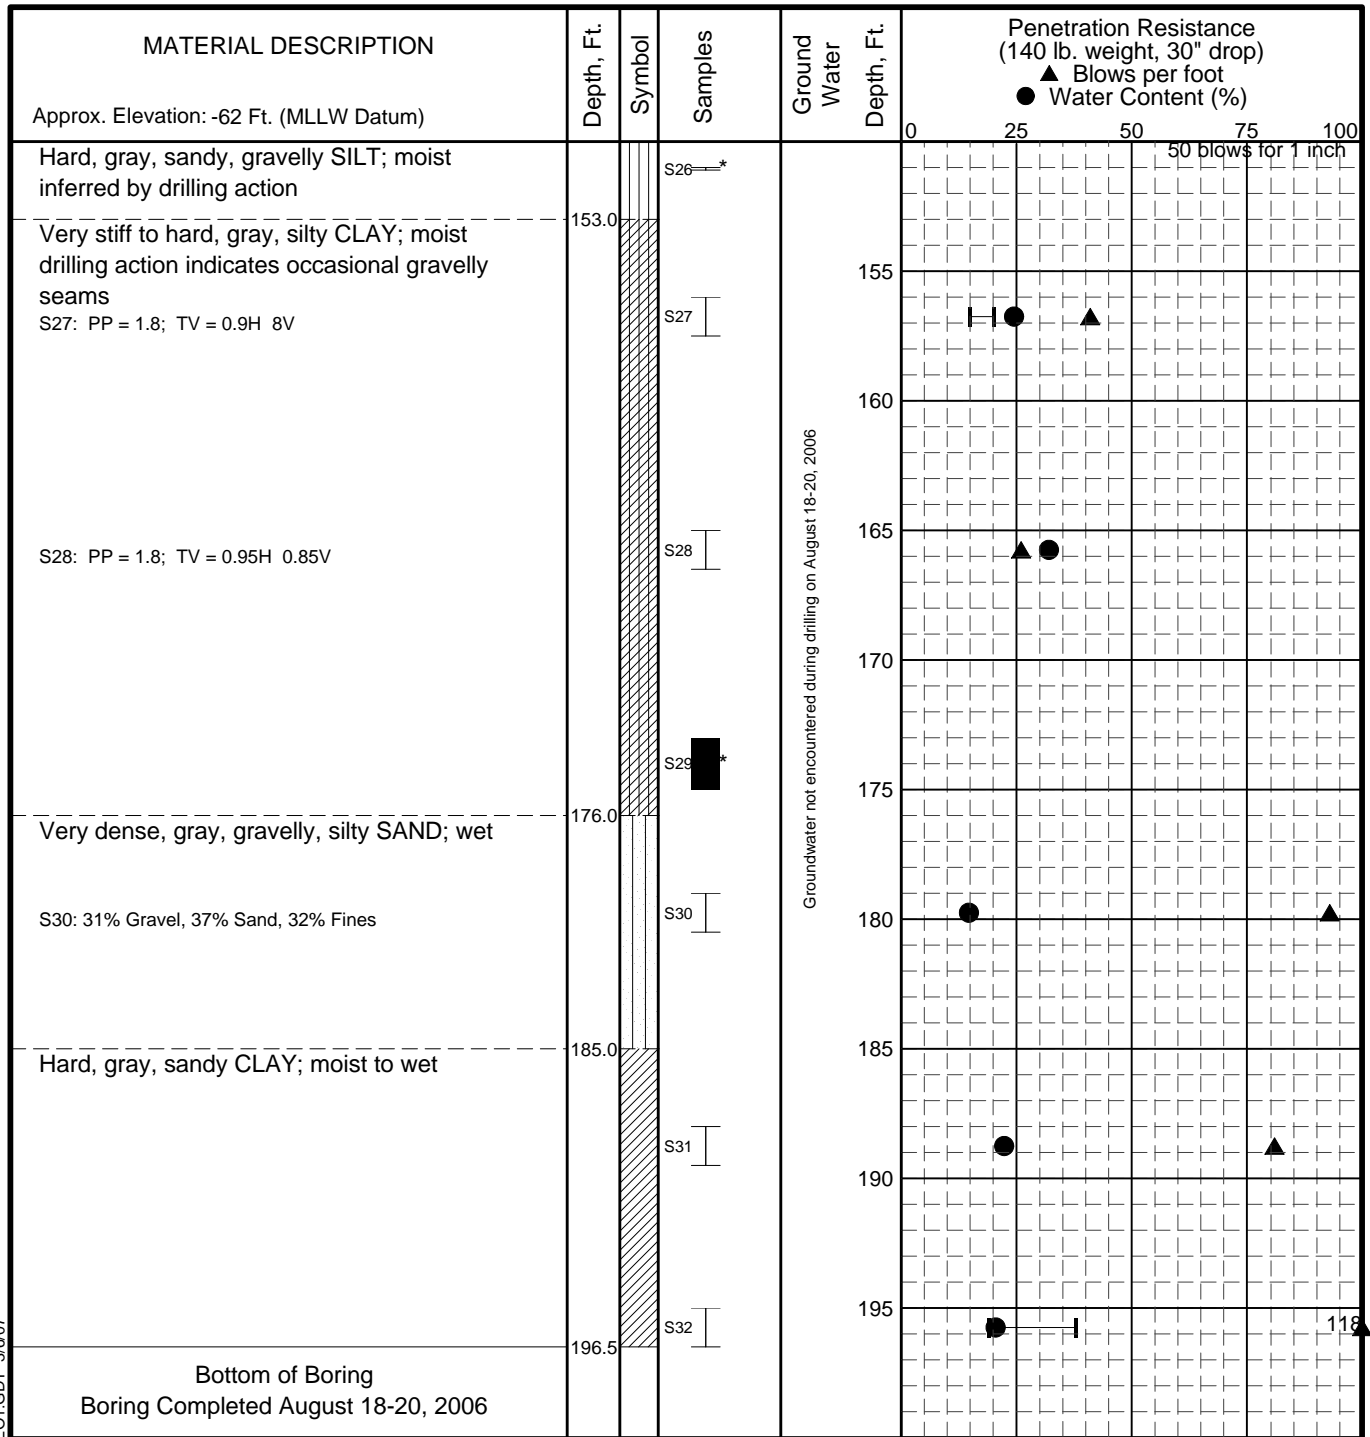 MATERIAL DESCRIPTION
Approx. Elevation: -62 Ft. (MLLW Datum)
Depth, Ft.
Symbol
Samples
Ground
Water
Depth, Ft.
Penetration Resistance
(140 lb. weight, 30" drop)
▲ Blows per foot
● Water Content (%)
0 25 50 75 100
50 blows for 1 inch
Hard, gray, sandy, gravelly SILT; moist
inferred by drilling action
S26 *
153.0
Very stiff to hard, gray, silty CLAY; moist
drilling action indicates occasional gravelly
seams
S27: PP = 1.8; TV = 0.9H 8V
S27
155
160
Groundwater not encountered during drilling on August 18-20, 2006
165
S28: PP = 1.8; TV = 0.95H 0.85V
S28
170
S29 *
175
176.0
Very dense, gray, gravelly, silty SAND; wet
S30: 31% Gravel, 37% Sand, 32% Fines
S30
180
185.0
185
Hard, gray, sandy CLAY; moist to wet
S31
190
195
S32
118
196.5
Bottom of Boring
Boring Completed August 18-20, 2006